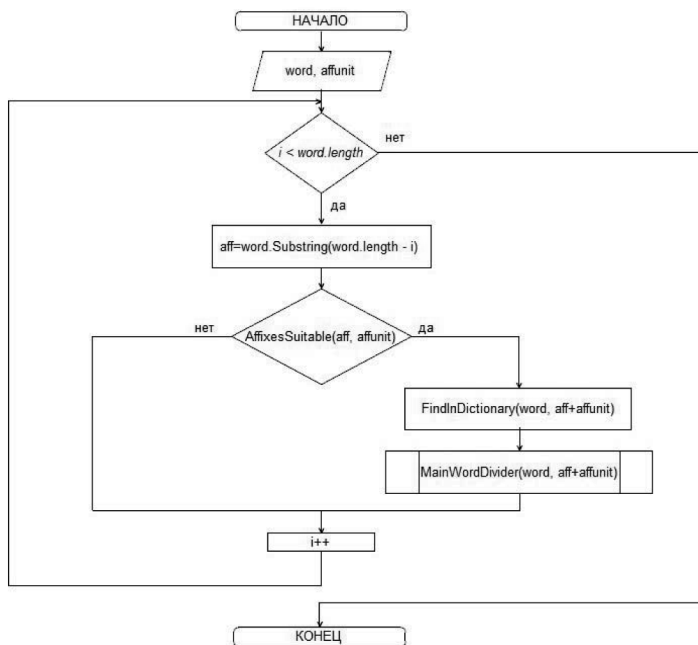 НАЧАЛО
word, affunit
i < word.length
нет
да
aff=word.Substring(word.length - i)
нет
AffixesSuitable(aff, affunit)
да
FindInDictionary(word, aff+affunit)
MainWordDivider(word, aff+affunit)
i++
КОНЕЦ